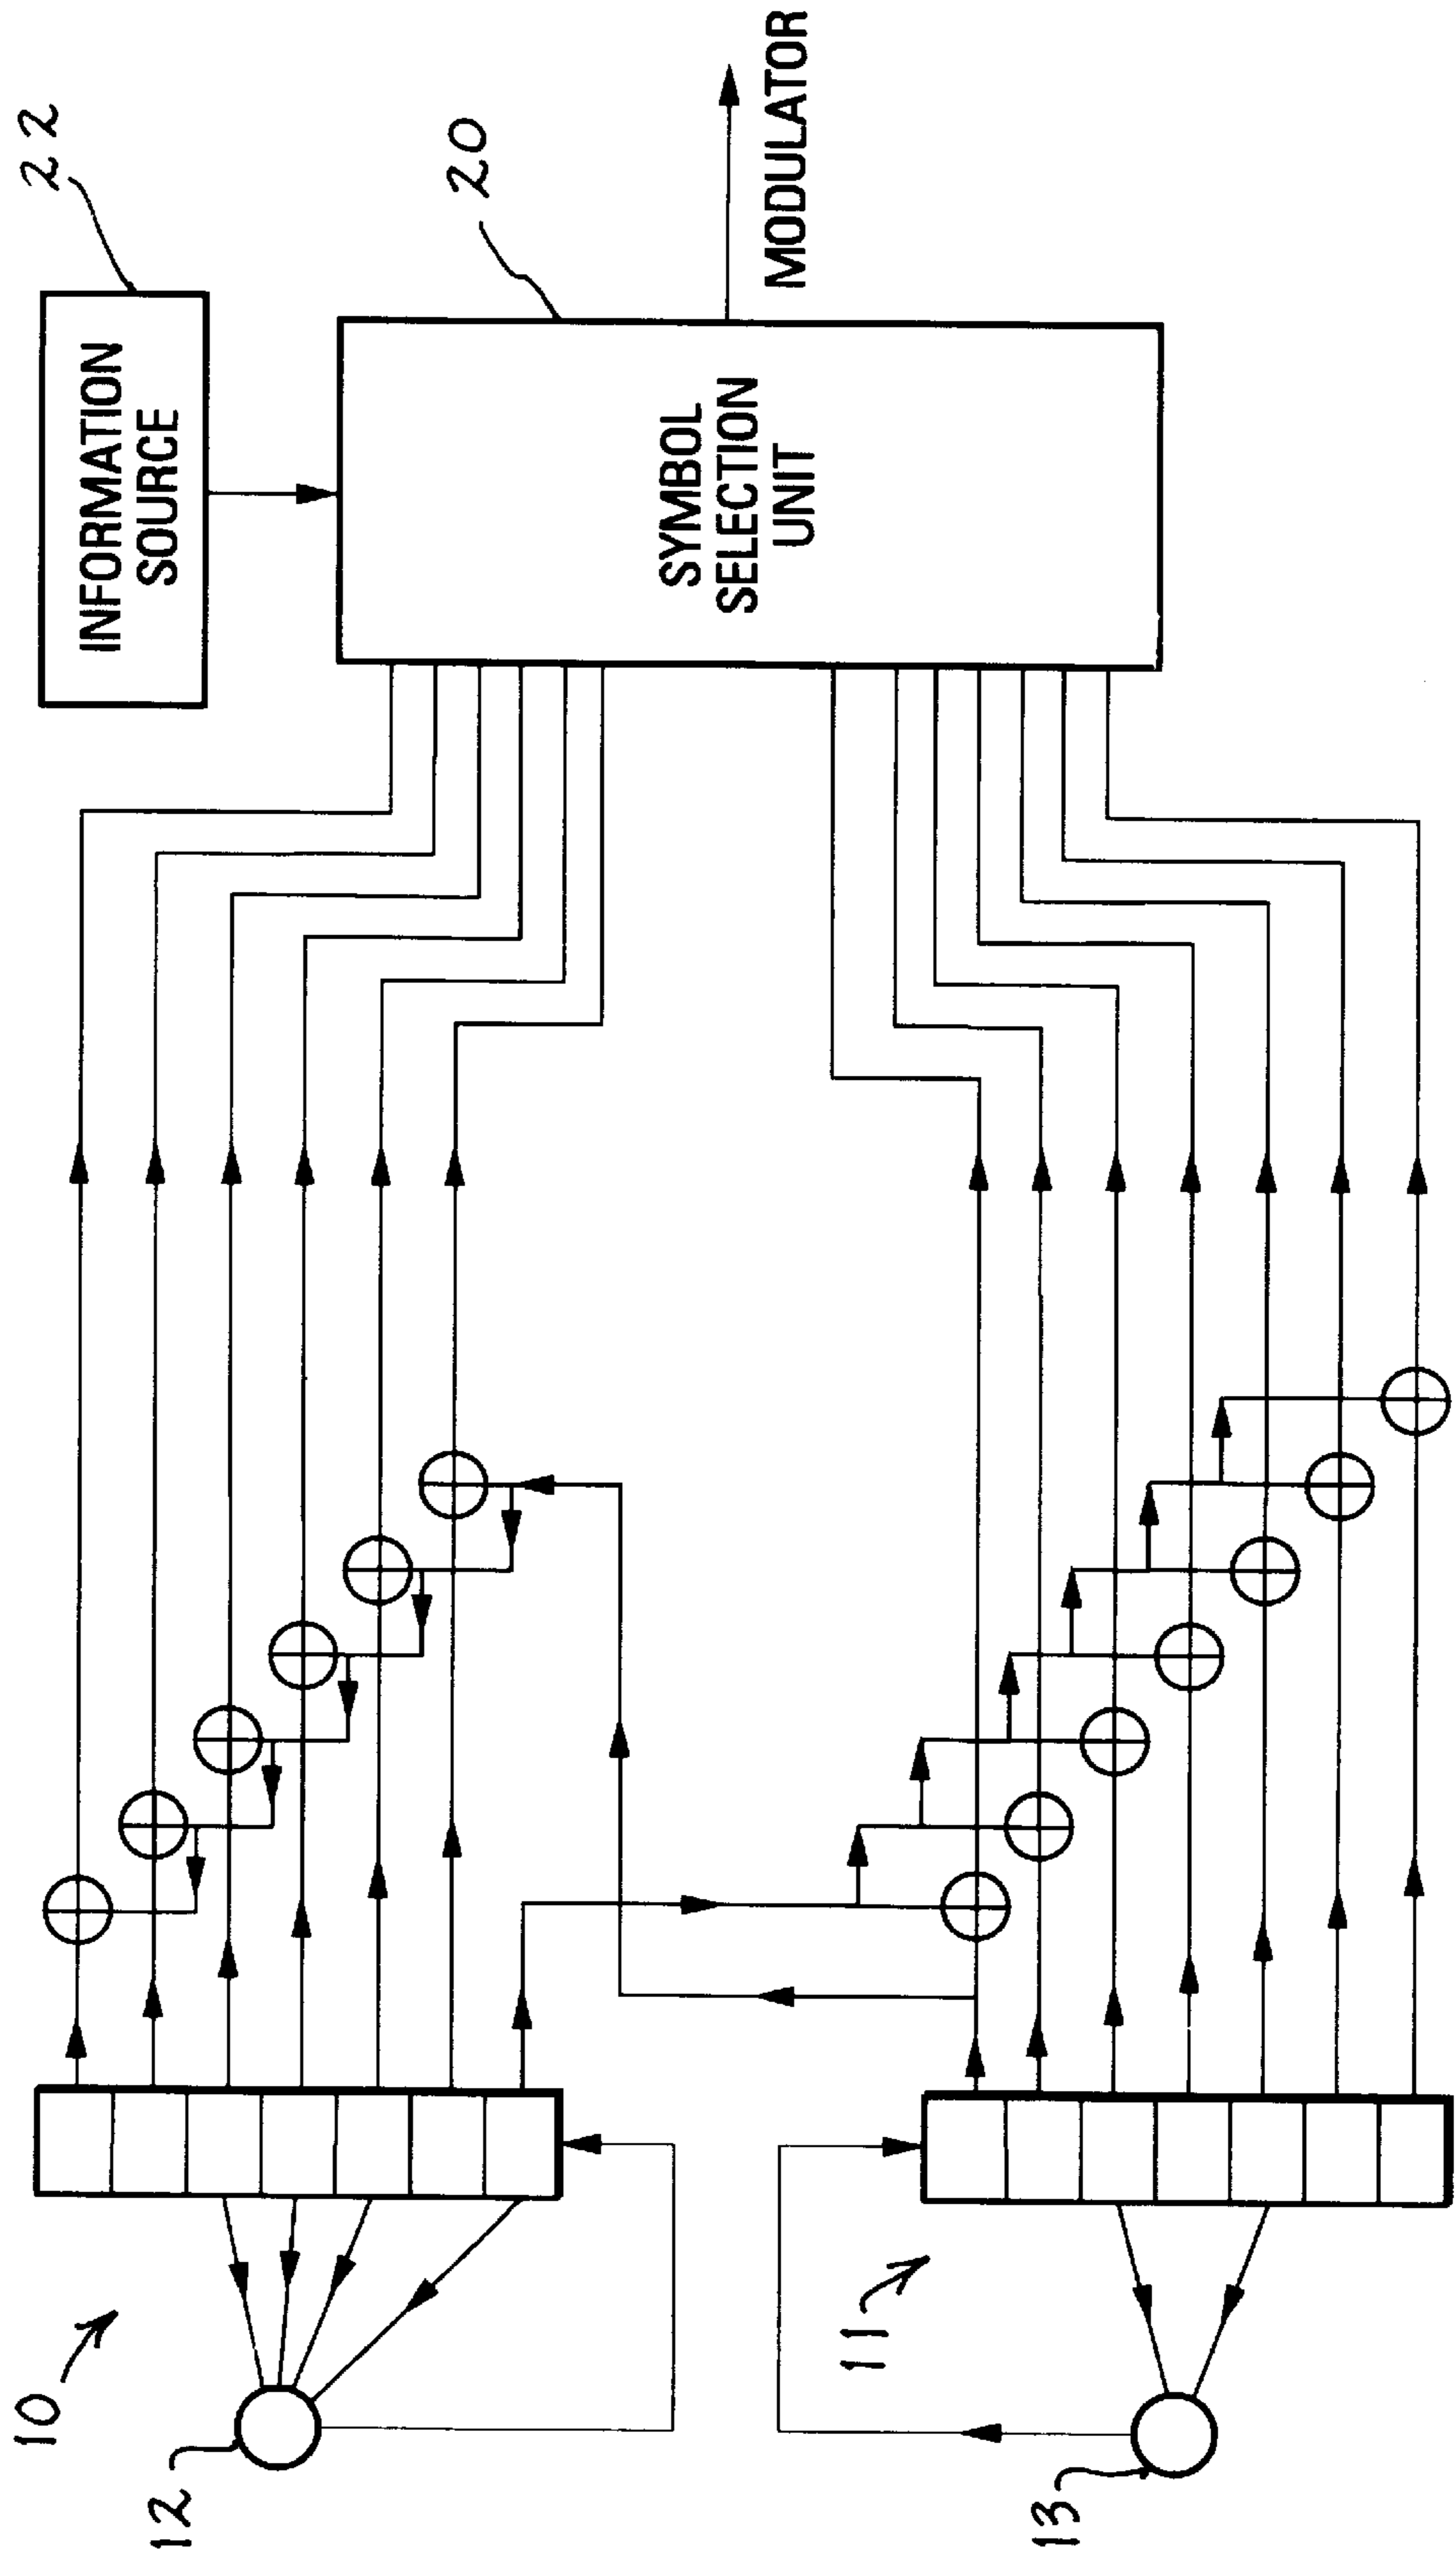 22
INFORMATION
SOURCE
20
SYMBOL
SELECTION
UNIT
MODULATOR
10
12
11
13